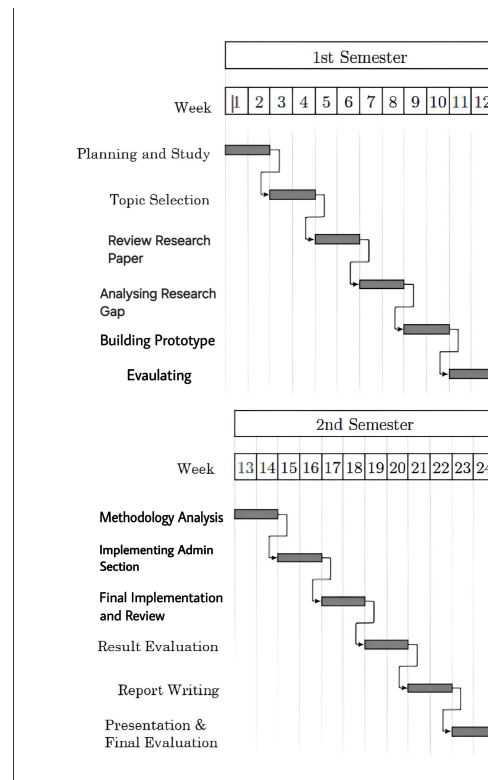 1st Semester
Week 1 2 3 4 5 6 7 8 9 10 11 12
Planning and Study
Topic Selection
Review Research
Paper
Analysing Research
Gap
Building Prototype
Evaulating
2nd Semester
Week 13 14 15 16 17 18 19 20 21 22 23 24
Methodology Analysis
Implementing Admin
Section
Final Implementation
and Review
Result Evaluation
Report Writing
Presentation &
Final Evaluation